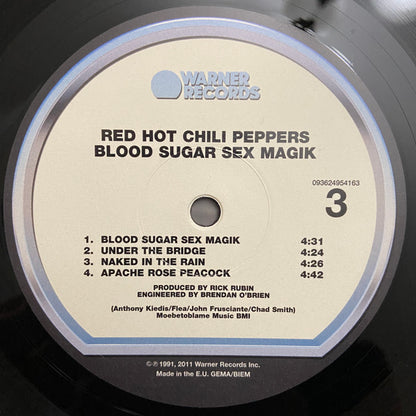 WARNER
RECORDS
RED HOT CHILI PEPPERS
BLOOD SUGAR SEX MAGIK
093624954163
3
1. BLOOD SUGAR SEX MAGIK 4:31
2. UNDER THE BRIDGE 4:24
3. NAKED IN THE RAIN 4:26
4. APACHE ROSE PEACOCK 4:42
PRODUCED BY RICK RUBIN
ENGINEERED BY BRENDAN O'BRIEN
(Anthony Kiedis/Flea/John Frusciante/Chad Smith)
Moebetoblame Music BMI
©℗ 1991, 2011 Warner Records Inc.
Made in the E.U. GEMA/BIEM